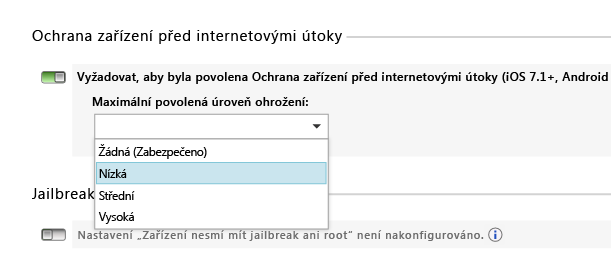 Ochrana zařízení před internetovými útoky
Vyžadovat, aby byla povolena Ochrana zařízení před internetovými útoky (iOS 7.1+, Android
Maximální povolená úroveň ohrožení:
Žádná (Zabezpečeno)
Nízká
Střední
Vysoká
Jailbreak
Nastavení „Zařízení nesmí mít jailbreak ani root“ není nakonfigurováno.